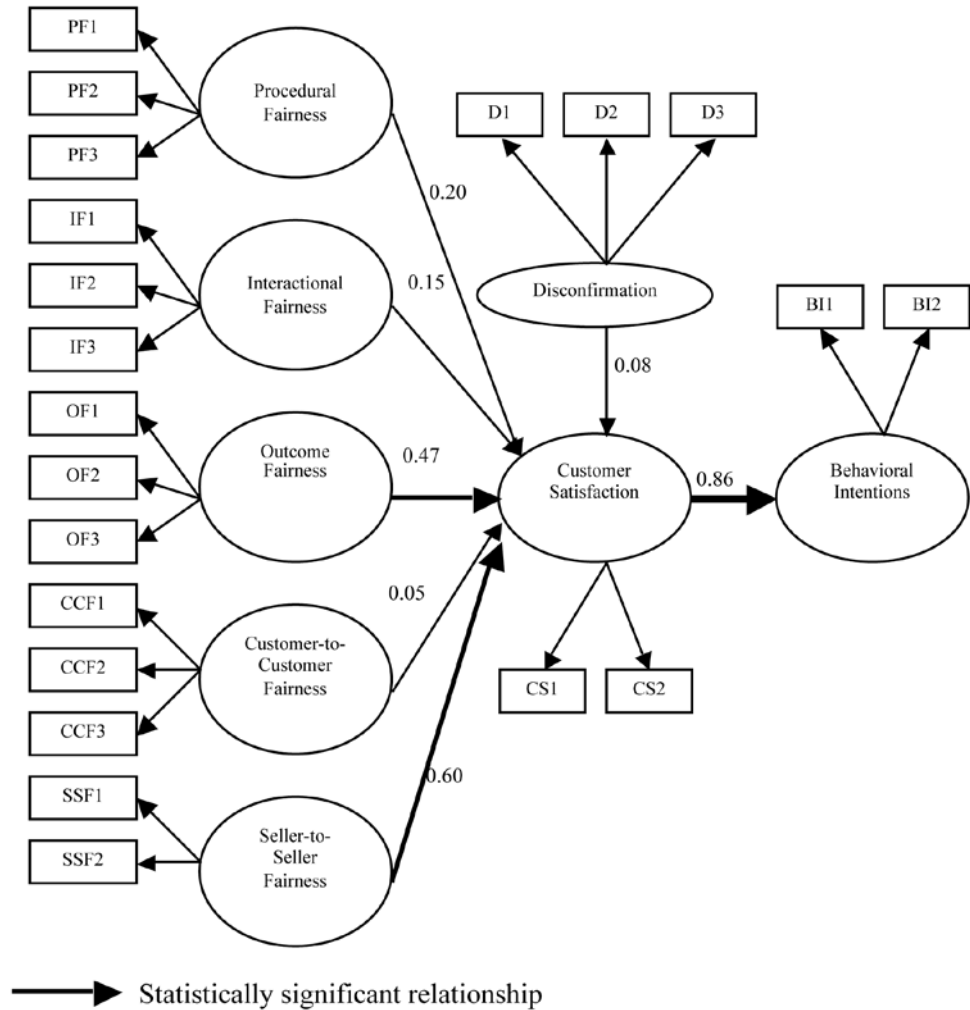 PF1
PF2
PF3
Procedural
Fairness
0.20
D1
D2
D3
IF1
IF2
IF3
Interactional
Fairness
0.15
Disconfirmation
0.08
BI1
BI2
OF1
OF2
OF3
Outcome
Fairness
0.47
Customer
Satisfaction
0.86
Behavioral
Intentions
CCF1
CCF2
CCF3
Customer-to-
Customer
Fairness
0.05
CS1
CS2
SSF1
SSF2
Seller-to-
Seller
Fairness
0.60
Statistically significant relationship